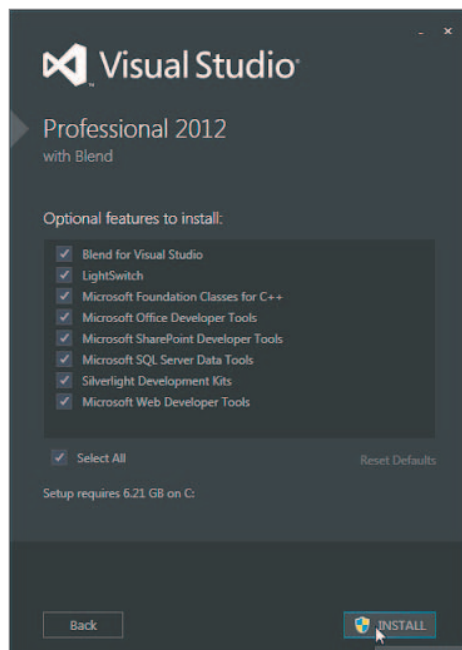 Visual Studio
Professional 2012
with Blend
Optional features to install:
Blend for Visual Studio
LightSwitch
Microsoft Foundation Classes for C++
Microsoft Office Developer Tools
Microsoft SharePoint Developer Tools
Microsoft SQL Server Data Tools
Silverlight Development Kits
Microsoft Web Developer Tools
Select All
Reset Defaults
Setup requires 6.21 GB on C:
Back
INSTALL